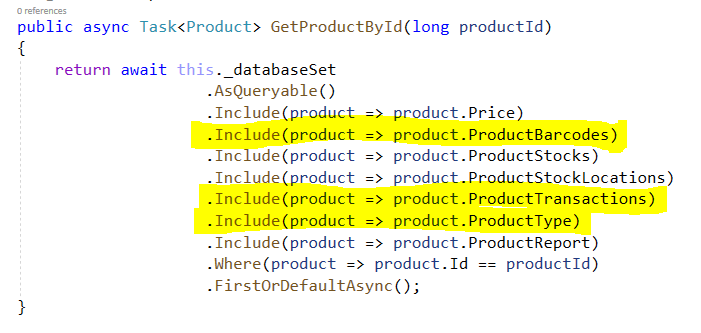 0 references
public async Task<Product> GetProductById(long productId)
{
return await this._databaseSet
.AsQueryable()
.Include(product => product.Price)
.Include(product => product.ProductBarcodes)
.Include(product => product.ProductStocks)
.Include(product => product.ProductStockLocations)
.Include(product => product.ProductTransactions)
.Include(product => product.ProductType)
.Include(product => product.ProductReport)
.Where(product => product.Id == productId)
.FirstOrDefaultAsync();
}